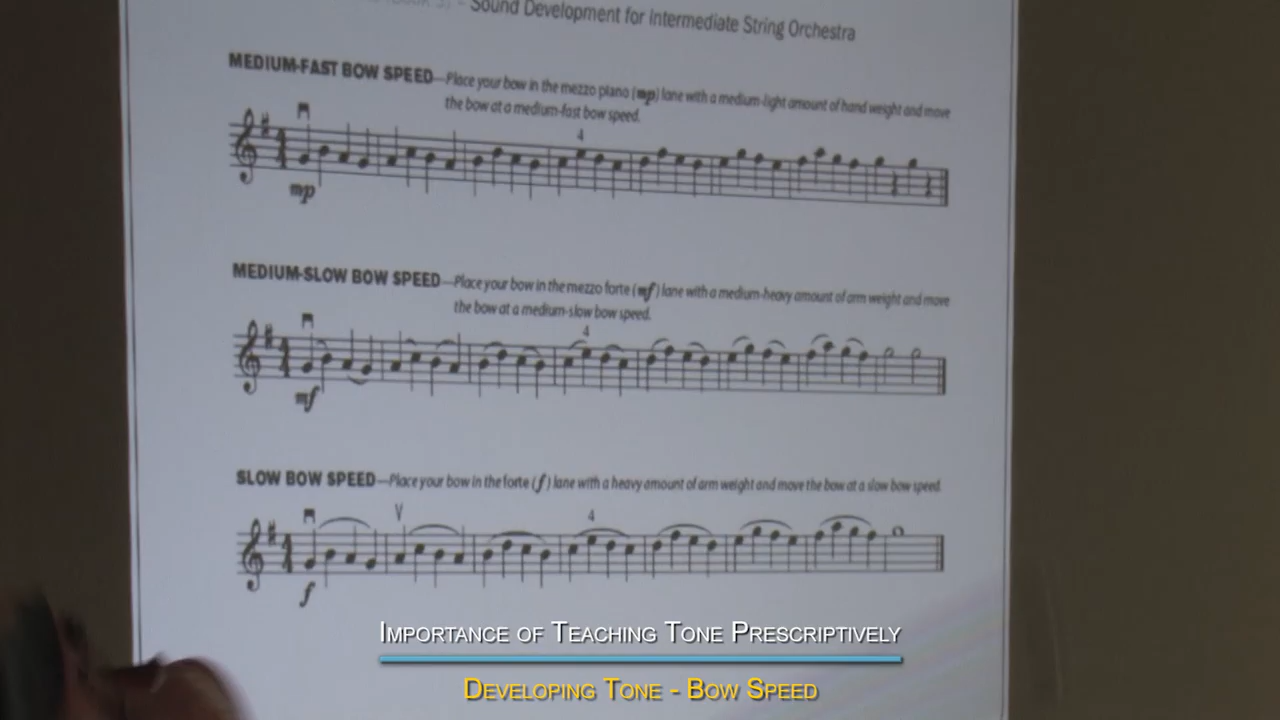 – Sound Development for Intermediate String Orchestra
MEDIUM-FAST BOW SPEED—Place your bow in the mezzo piano (mp) lane with a medium-light amount of hand weight and move
the bow at a medium-fast bow speed.
4
mp
MEDIUM-SLOW BOW SPEED—Place your bow in the mezzo forte (mf) lane with a medium-heavy amount of arm weight and move
the bow at a medium-slow bow speed.
4
mf
SLOW BOW SPEED—Place your bow in the forte (f) lane with a heavy amount of arm weight and move the bow at a slow bow speed.
4
f
Importance of Teaching Tone Prescriptively
Developing Tone - Bow Speed